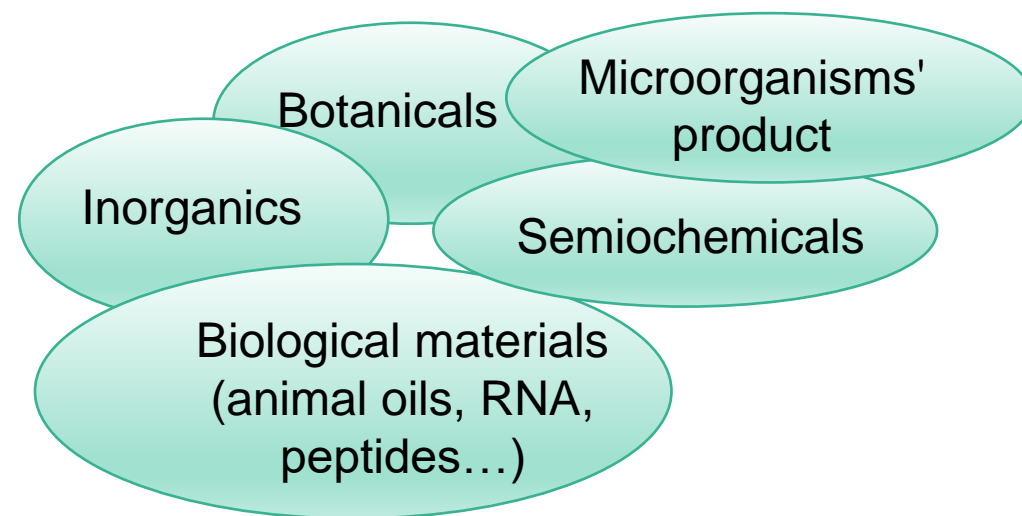 Botanicals
Microorganisms'
product
Inorganics
Semiochemicals
Biological materials
(animal oils, RNA,
peptides…)